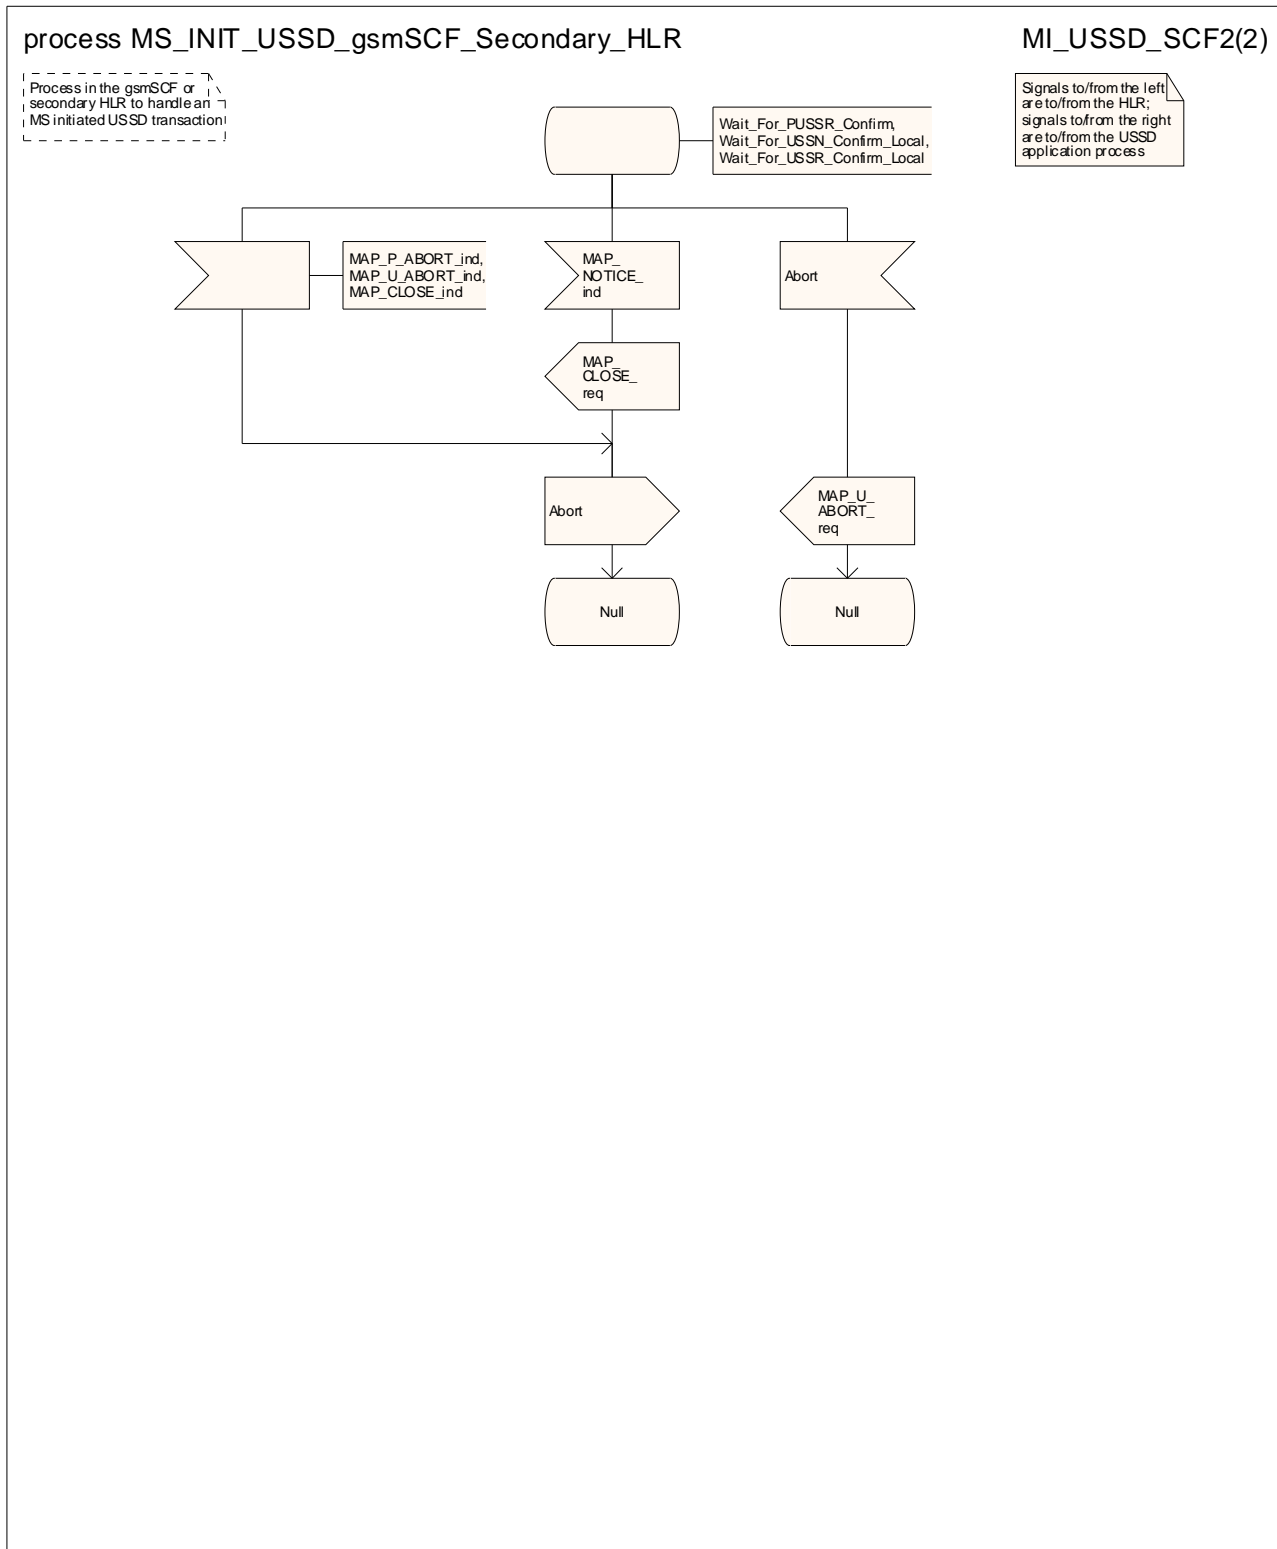 process MS_INIT_USSD_gsmSCF_Secondary_HLR
MI_USSD_SCF2(2)
Process in the gsmSCF or
secondary HLR to handle an
MS initiated USSD transaction
Signals to/from the left
are to/from the HLR;
signals to/from the right
are to/from the USSD
application process
Wait_For_PUSSR_Confirm,
Wait_For_USSN_Confirm_Local,
Wait_For_USSR_Confirm_Local
MAP_P_ABORT_ind,
MAP_U_ABORT_ind,
MAP_CLOSE_ind
MAP_
NOTICE_
ind
Abort
MAP_
CLOSE_
req
Abort
MAP_U_
ABORT_
req
Null
Null